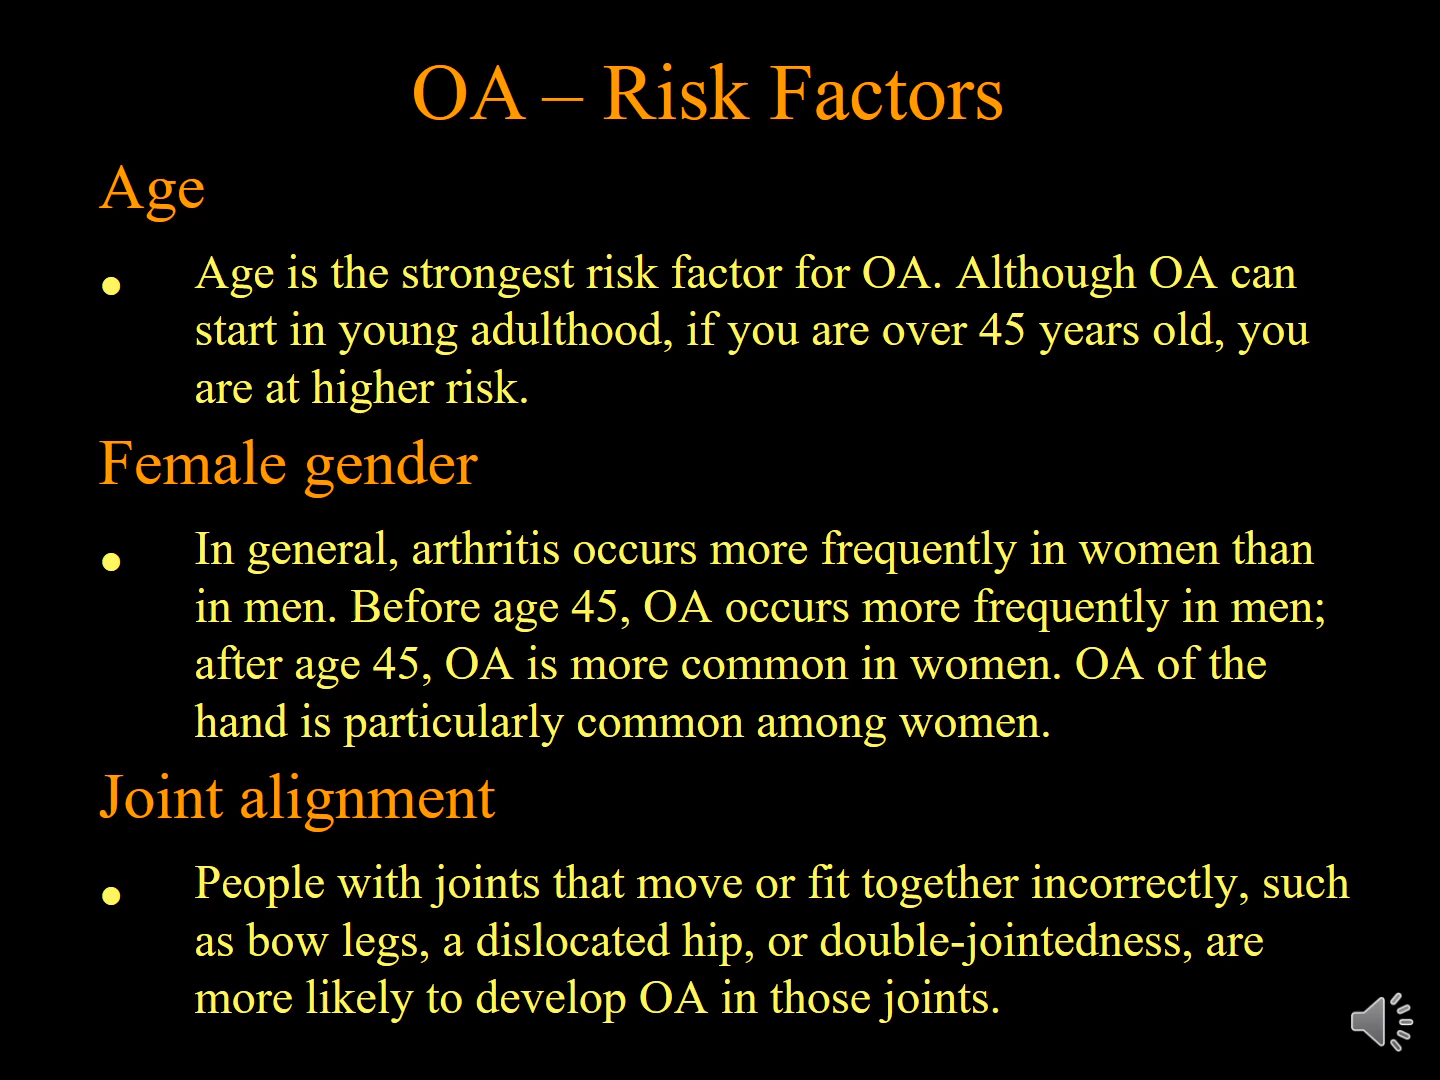 OA – Risk Factors
Age
• Age is the strongest risk factor for OA. Although OA can
start in young adulthood, if you are over 45 years old, you
are at higher risk.
Female gender
• In general, arthritis occurs more frequently in women than
in men. Before age 45, OA occurs more frequently in men;
after age 45, OA is more common in women. OA of the
hand is particularly common among women.
Joint alignment
• People with joints that move or fit together incorrectly, such
as bow legs, a dislocated hip, or double-jointedness, are
more likely to develop OA in those joints.